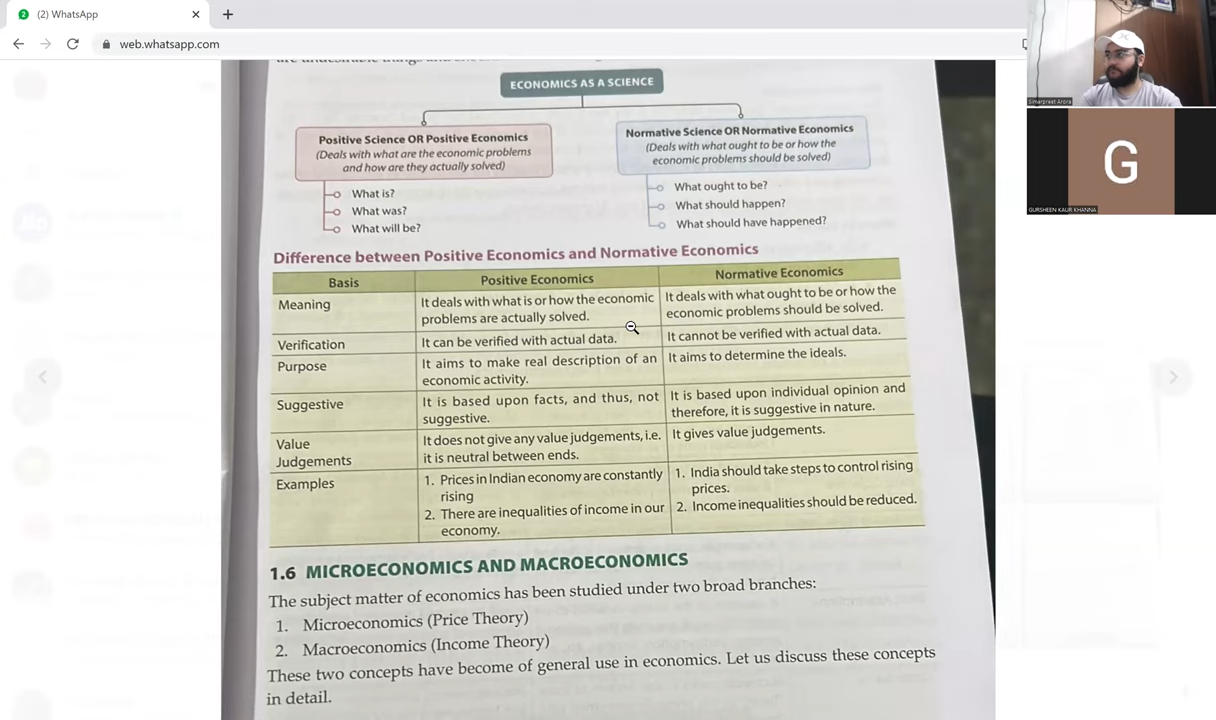 (2) WhatsApp
web.whatsapp.com
ECONOMICS AS A SCIENCE
Positive Science OR Positive Economics
(Deals with what are the economic problems
and how are they actually solved)
What is?
What was?
What will be?
Normative Science OR Normative Economics
(Deals with what ought to be or how the
economic problems should be solved)
What ought to be?
What should happen?
What should have happened?
Difference between Positive Economics and Normative Economics
Basis Positive Economics Normative Economics
Meaning It deals with what is or how the economic It deals with what ought to be or how the
problems are actually solved. economic problems should be solved.
Verification It can be verified with actual data. It cannot be verified with actual data.
Purpose It aims to make real description of an It aims to determine the ideals.
economic activity.
Suggestive It is based upon facts, and thus, not It is based upon individual opinion and
suggestive. therefore, it is suggestive in nature.
Value It does not give any value judgements, i.e. It gives value judgements.
Judgements it is neutral between ends.
Examples 1. Prices in Indian economy are constantly 1. India should take steps to control rising
rising prices.
2. There are inequalities of income in our 2. Income inequalities should be reduced.
economy.
1.6 MICROECONOMICS AND MACROECONOMICS
The subject matter of economics has been studied under two broad branches:
1. Microeconomics (Price Theory)
2. Macroeconomics (Income Theory)
These two concepts have become of general use in economics. Let us discuss these concepts
in detail.
Simarpreet Arora
G
GURSHEEN KAUR KHANNA